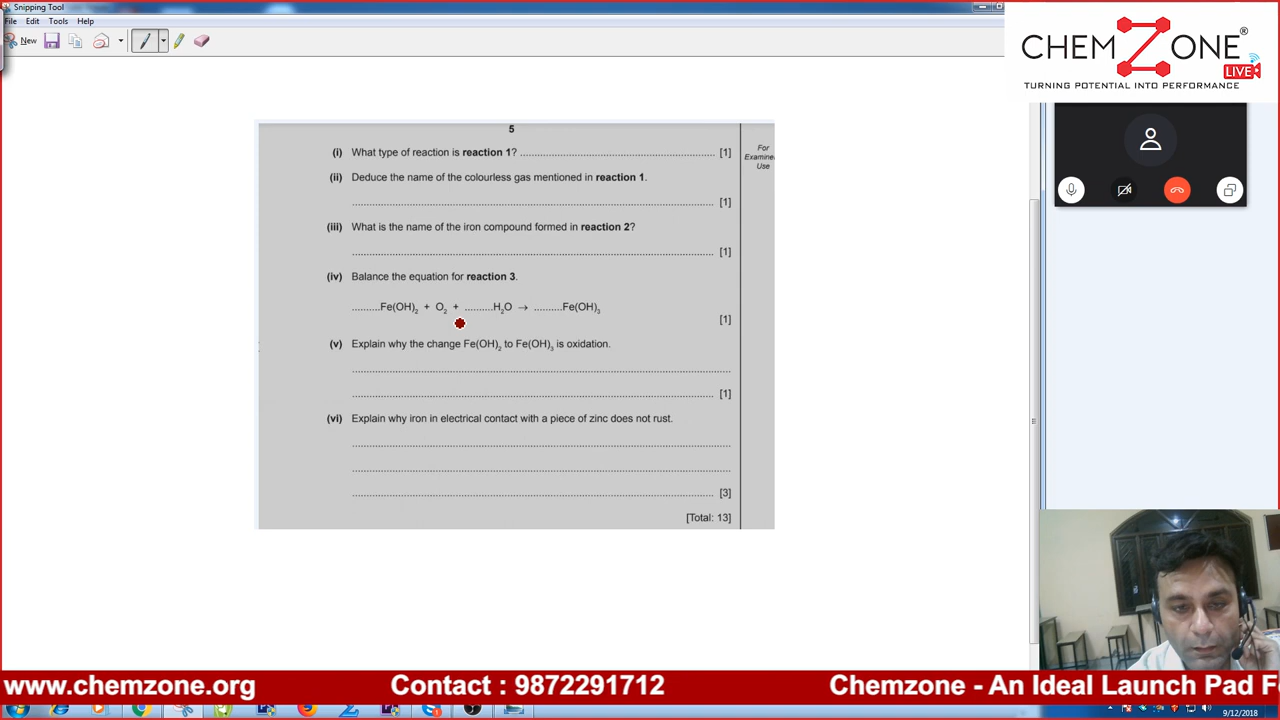 Snipping Tool
File Edit Tools Help
New
CHEMZONE®
LIVE
TURNING POTENTIAL INTO PERFORMANCE
5
For
Examine
Use
(i) What type of reaction is reaction 1? ........ [1]
(ii) Deduce the name of the colourless gas mentioned in reaction 1.
........ [1]
(iii) What is the name of the iron compound formed in reaction 2?
........ [1]
(iv) Balance the equation for reaction 3.
..........Fe(OH)₂ + O₂ + ..........H₂O → ..........Fe(OH)₃
[1]
(v) Explain why the change Fe(OH)₂ to Fe(OH)₃ is oxidation.
........ [1]
(vi) Explain why iron in electrical contact with a piece of zinc does not rust.
........ [3]
[Total: 13]
www.chemzone.org Contact : 9872291712 Chemzone - An Ideal Launch Pad F
9/12/2018